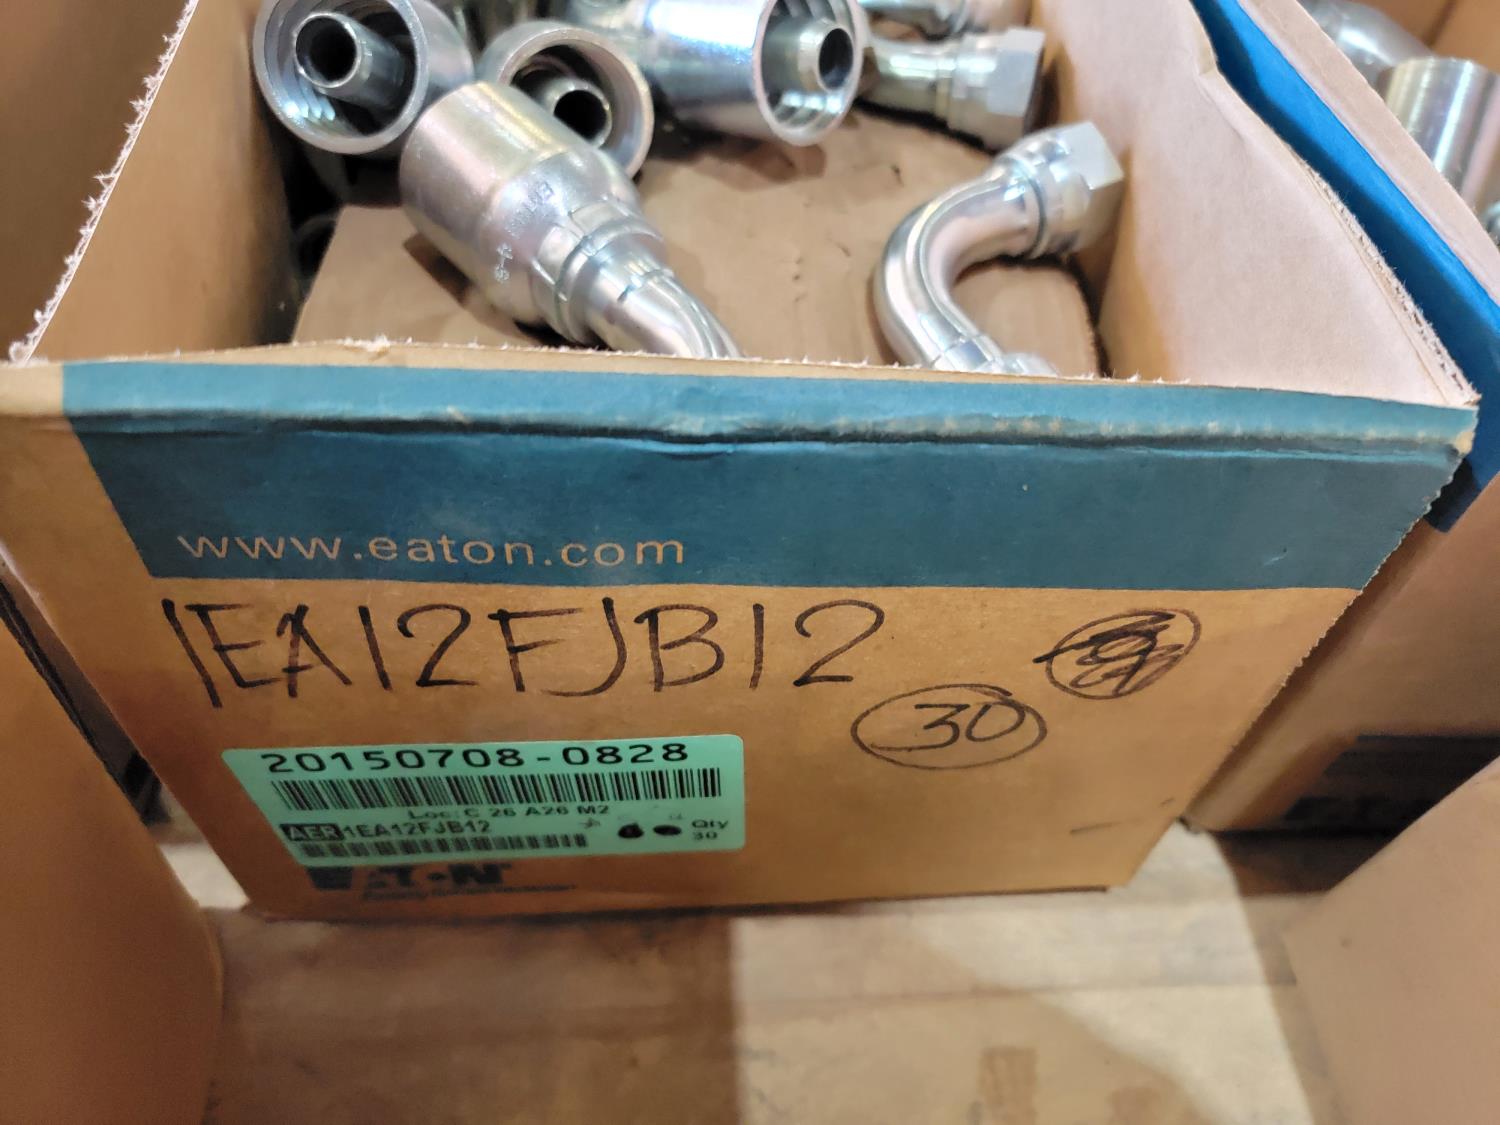 www.eaton.com
1EA12FJB12
30
20150708-0828
Loc: C 26 A26 M2
AER 1EA12FJB12
Qty
30